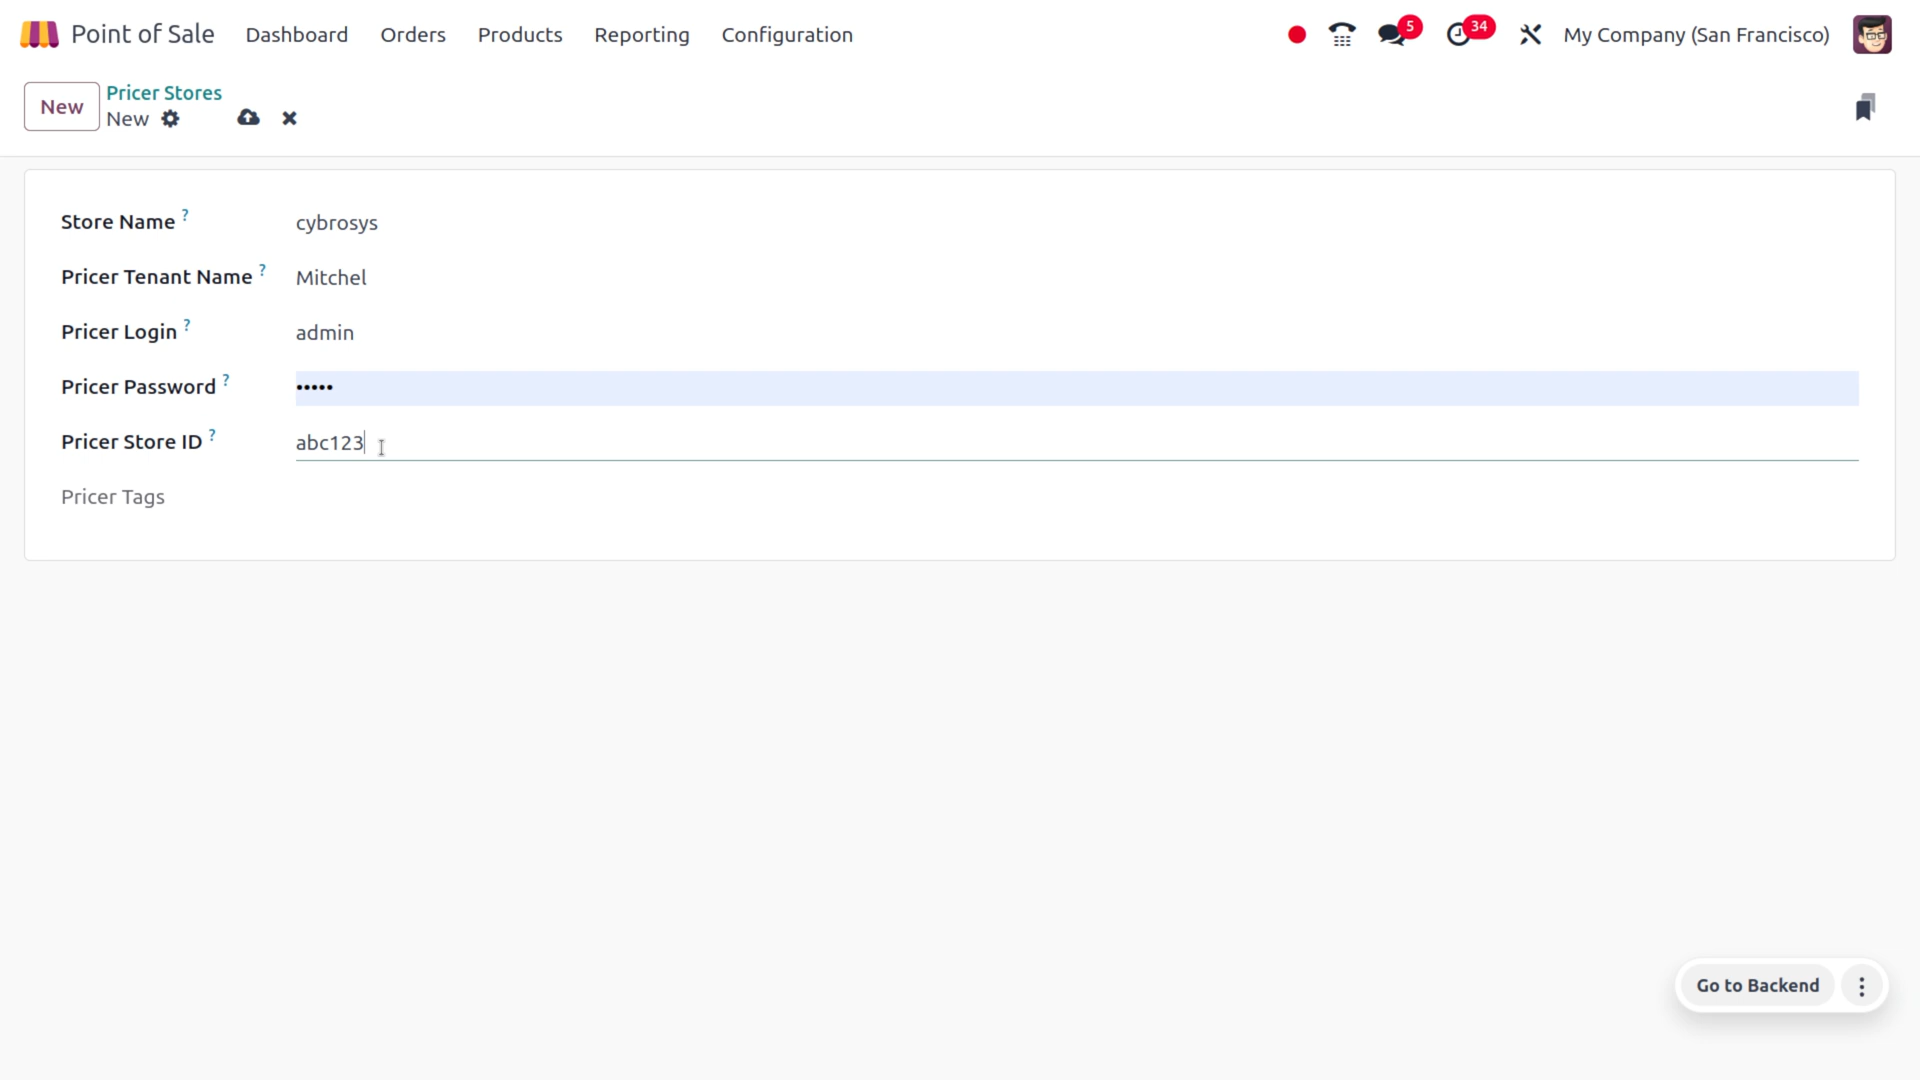 Point of Sale Dashboard Orders Products Reporting Configuration 5 34 My Company (San Francisco)
New Pricer Stores
New
Store Name ? cybrosys
Pricer Tenant Name ? Mitchel
Pricer Login ? admin
Pricer Password ? •••••
Pricer Store ID ? abc123
Pricer Tags
Go to Backend